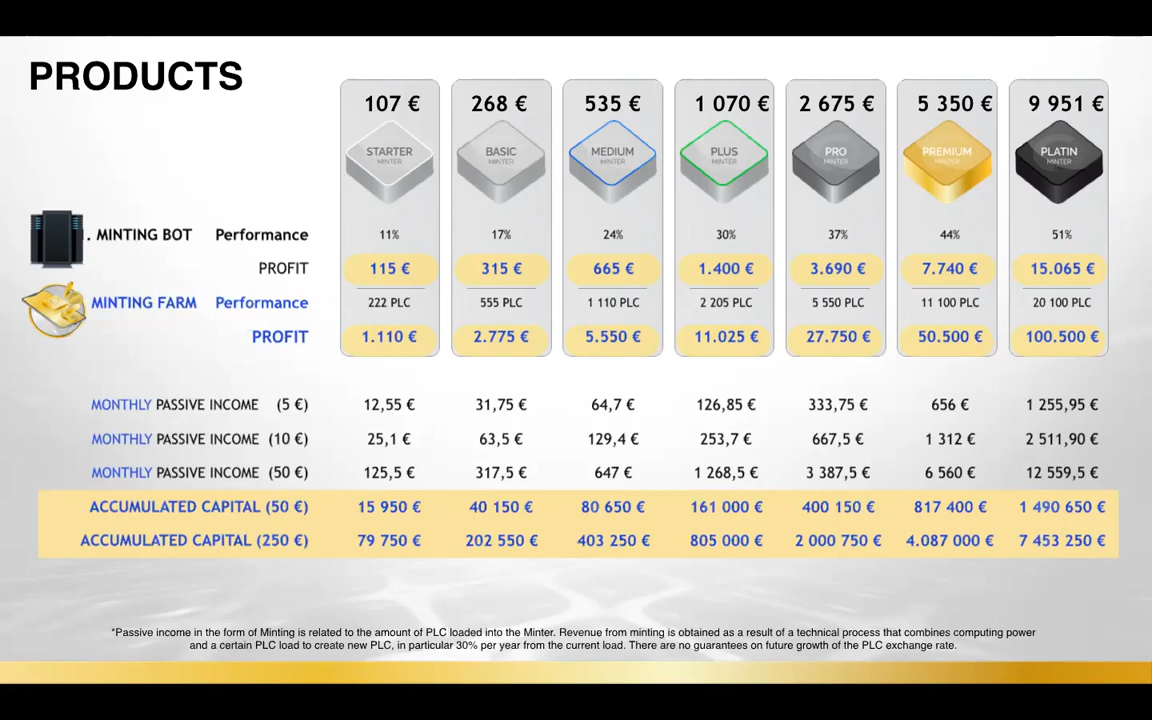 PRODUCTS
107 € 268 € 535 € 1 070 € 2 675 € 5 350 € 9 951 €
STARTER BASIC MEDIUM PLUS PRO PREMIUM PLATIN
MINTER MINTER MINTER MINTER MINTER MINTER MINTER
. MINTING BOT Performance 11% 17% 24% 30% 37% 44% 51%
PROFIT 115 € 315 € 665 € 1.400 € 3.690 € 7.740 € 15.065 €
MINTING FARM Performance 222 PLC 555 PLC 1 110 PLC 2 205 PLC 5 550 PLC 11 100 PLC 20 100 PLC
PROFIT 1.110 € 2.775 € 5.550 € 11.025 € 27.750 € 50.500 € 100.500 €
MONTHLY PASSIVE INCOME (5 €) 12,55 € 31,75 € 64,7 € 126,85 € 333,75 € 656 € 1 255,95 €
MONTHLY PASSIVE INCOME (10 €) 25,1 € 63,5 € 129,4 € 253,7 € 667,5 € 1 312 € 2 511,90 €
MONTHLY PASSIVE INCOME (50 €) 125,5 € 317,5 € 647 € 1 268,5 € 3 387,5 € 6 560 € 12 559,5 €
ACCUMULATED CAPITAL (50 €) 15 950 € 40 150 € 80 650 € 161 000 € 400 150 € 817 400 € 1 490 650 €
ACCUMULATED CAPITAL (250 €) 79 750 € 202 550 € 403 250 € 805 000 € 2 000 750 € 4.087 000 € 7 453 250 €
*Passive income in the form of Minting is related to the amount of PLC loaded into the Minter. Revenue from minting is obtained as a result of a technical process that combines computing power
and a certain PLC load to create new PLC, in particular 30% per year from the current load. There are no guarantees on future growth of the PLC exchange rate.